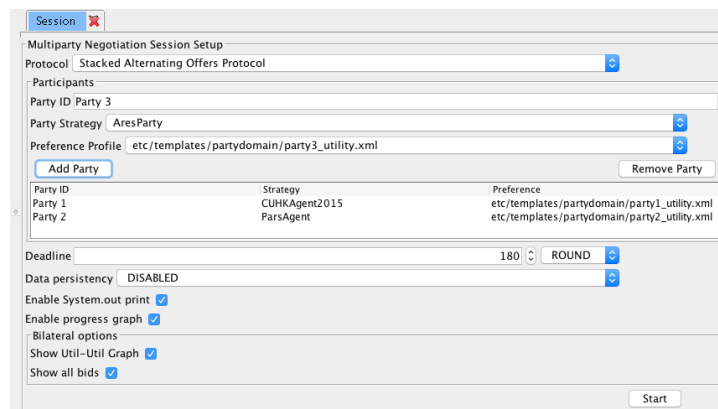 Session
Multiparty Negotiation Session Setup
Protocol Stacked Alternating Offers Protocol
Participants
Party ID Party 3
Party Strategy AresParty
Preference Profile etc/templates/partydomain/party3_utility.xml
Add Party Remove Party
Party ID Strategy Preference
Party 1 CUHKAgent2015 etc/templates/partydomain/party1_utility.xml
Party 2 ParsAgent etc/templates/partydomain/party2_utility.xml
Deadline 180 ROUND
Data persistency DISABLED
Enable System.out print
Enable progress graph
Bilateral options
Show Util-Util Graph
Show all bids
Start